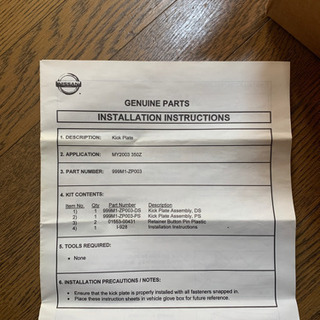 NISSAN
GENUINE PARTS
INSTALLATION INSTRUCTIONS
1. DESCRIPTION: Kick Plate
2. APPLICATION: MY2003 350Z
3. PART NUMBER: 999M1-ZP003
4. KIT CONTENTS:
Item No. Qty Part Number Description
1) 1 999M1-ZP003-DS Kick Plate Assembly, DS
2) 1 999M1-ZP003-PS Kick Plate Assembly, PS
3) 2 01553-00431 Retainer Button Pin Plastic
4) 1 I-928 Installation Instructions
5. TOOLS REQUIRED:
• None
6. INSTALLATION PRECAUTIONS / NOTES:
• Ensure that the kick plate is properly installed with all fasteners snapped in.
• Place these instruction sheets in vehicle glove box for future reference.